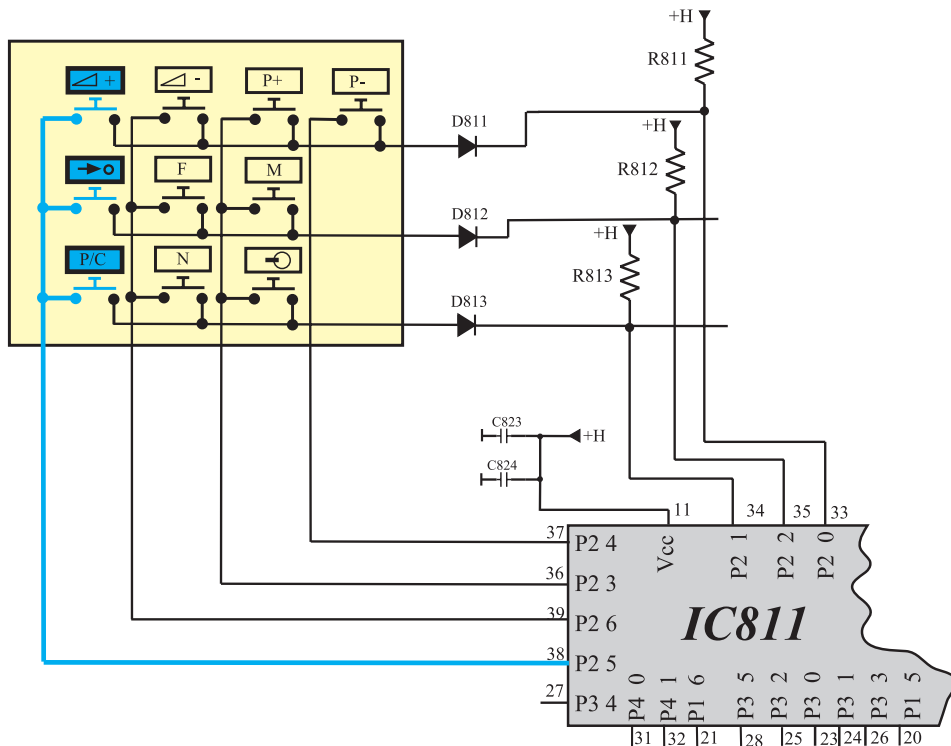 +H
R811
+
-
P+
P-
D811
+H
R812
F
M
D812
+H
R813
P/C
N
D813
C823
+H
C824
11
34
35
33
37
P2 4
Vcc
P2 1
P2 2
P2 0
36
P2 3
39
P2 6
IC811
38
P2 5
27
P3 4
P4 0
P4 1
P1 6
P3 5
P3 2
P3 0
P3 1
P3 3
P1 5
31
32
21
28
25
23
24
26
20